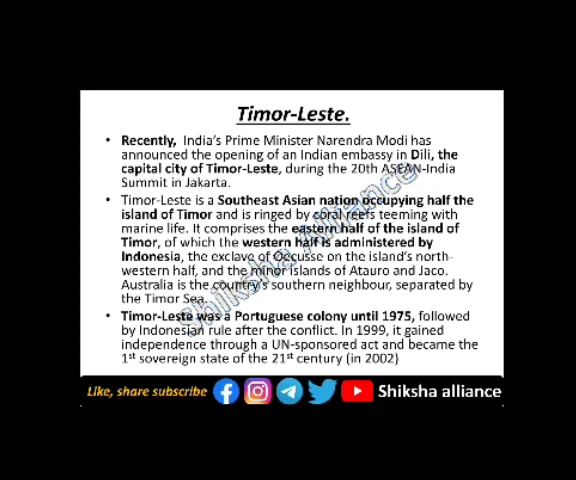 Timor-Leste.
• Recently, India's Prime Minister Narendra Modi has
announced the opening of an Indian embassy in Dili, the
capital city of Timor-Leste, during the 20th ASEAN-India
Summit in Jakarta.
• Timor-Leste is a Southeast Asian nation occupying half the
island of Timor and is ringed by coral reefs teeming with
marine life. It comprises the eastern half of the island of
Timor, of which the western half is administered by
Indonesia, the exclave of Oecusse on the island's north-
western half, and the minor islands of Atauro and Jaco.
Australia is the country's southern neighbour, separated by
the Timor Sea.
• Timor-Leste was a Portuguese colony until 1975, followed
by Indonesian rule after the conflict. In 1999, it gained
independence through a UN-sponsored act and became the
1st sovereign state of the 21st century (in 2002)
Shiksha Alliance
Like, share subscribe Shiksha alliance